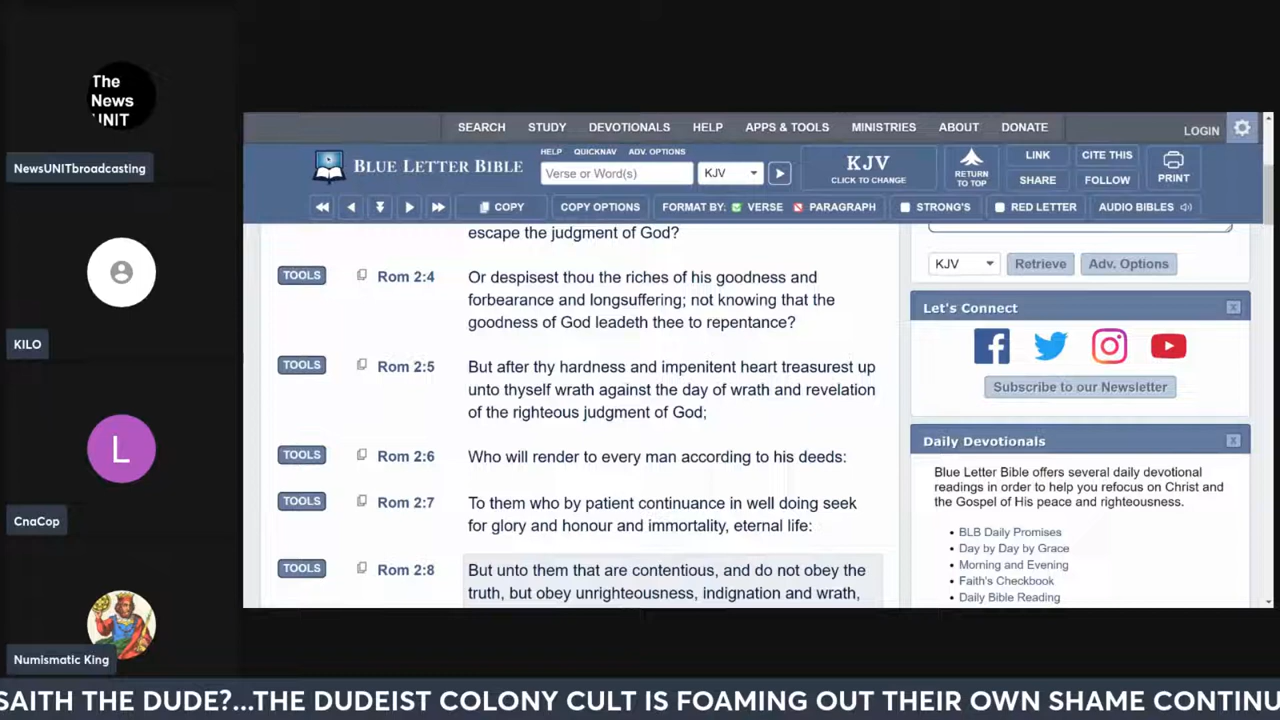 The
News
UNIT
NewsUNITbroadcasting
KILO
L
CnaCop
Numismatic King
SEARCH STUDY DEVOTIONALS HELP APPS & TOOLS MINISTRIES ABOUT DONATE LOGIN
BLUE LETTER BIBLE
HELP QUICKNAV ADV. OPTIONS
Verse or Word(s) KJV
KJV
CLICK TO CHANGE
RETURN
TO TOP
LINK CITE THIS
SHARE FOLLOW
PRINT
COPY COPY OPTIONS FORMAT BY: VERSE PARAGRAPH STRONG'S RED LETTER AUDIO BIBLES
escape the judgment of God?
TOOLS Rom 2:4 Or despisest thou the riches of his goodness and
forbearance and longsuffering; not knowing that the
goodness of God leadeth thee to repentance?
TOOLS Rom 2:5 But after thy hardness and impenitent heart treasurest up
unto thyself wrath against the day of wrath and revelation
of the righteous judgment of God;
TOOLS Rom 2:6 Who will render to every man according to his deeds:
TOOLS Rom 2:7 To them who by patient continuance in well doing seek
for glory and honour and immortality, eternal life:
TOOLS Rom 2:8 But unto them that are contentious, and do not obey the
truth, but obey unrighteousness, indignation and wrath,
KJV Retrieve Adv. Options
Let's Connect x
Subscribe to our Newsletter
Daily Devotionals x
Blue Letter Bible offers several daily devotional
readings in order to help you refocus on Christ and
the Gospel of His peace and righteousness.
• BLB Daily Promises
• Day by Day by Grace
• Morning and Evening
• Faith's Checkbook
• Daily Bible Reading
SAITH THE DUDE?...THE DUDEIST COLONY CULT IS FOAMING OUT THEIR OWN SHAME CONTINU